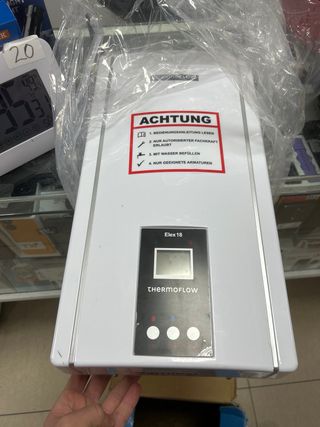 20
ACHTUNG
1. BEDIENUNGSANLEITUNG LESEN
2. NUR AUTORISIERTER FACHKRAFT
ERLAUBT
3. MIT WASSER BEFÜLLEN
4. NUR GEEIGNETE ARMATUREN
Elex 18
THERMOFLOW